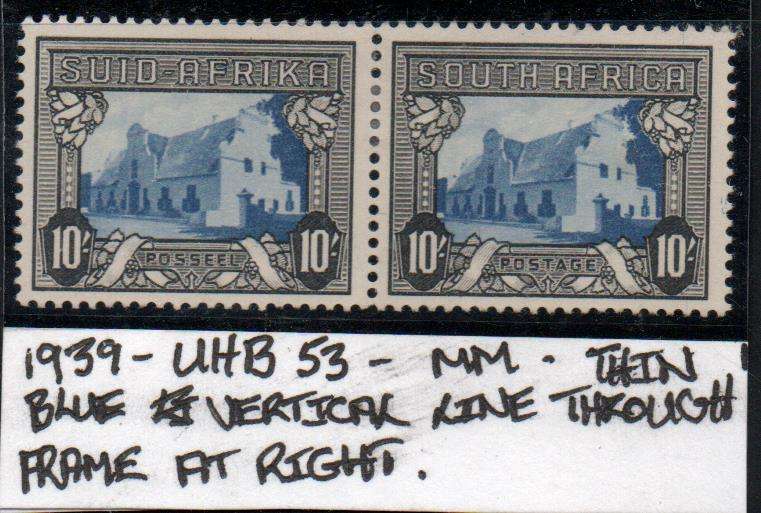 SUID-AFRIKA SOUTH AFRICA
10/- POSSEEL 10/- 10/- POSTAGE 10/-
1939 - UHB 53 - MM . THIN
BLUE VERTICAL LINE THROUGH
FRAME AT RIGHT.